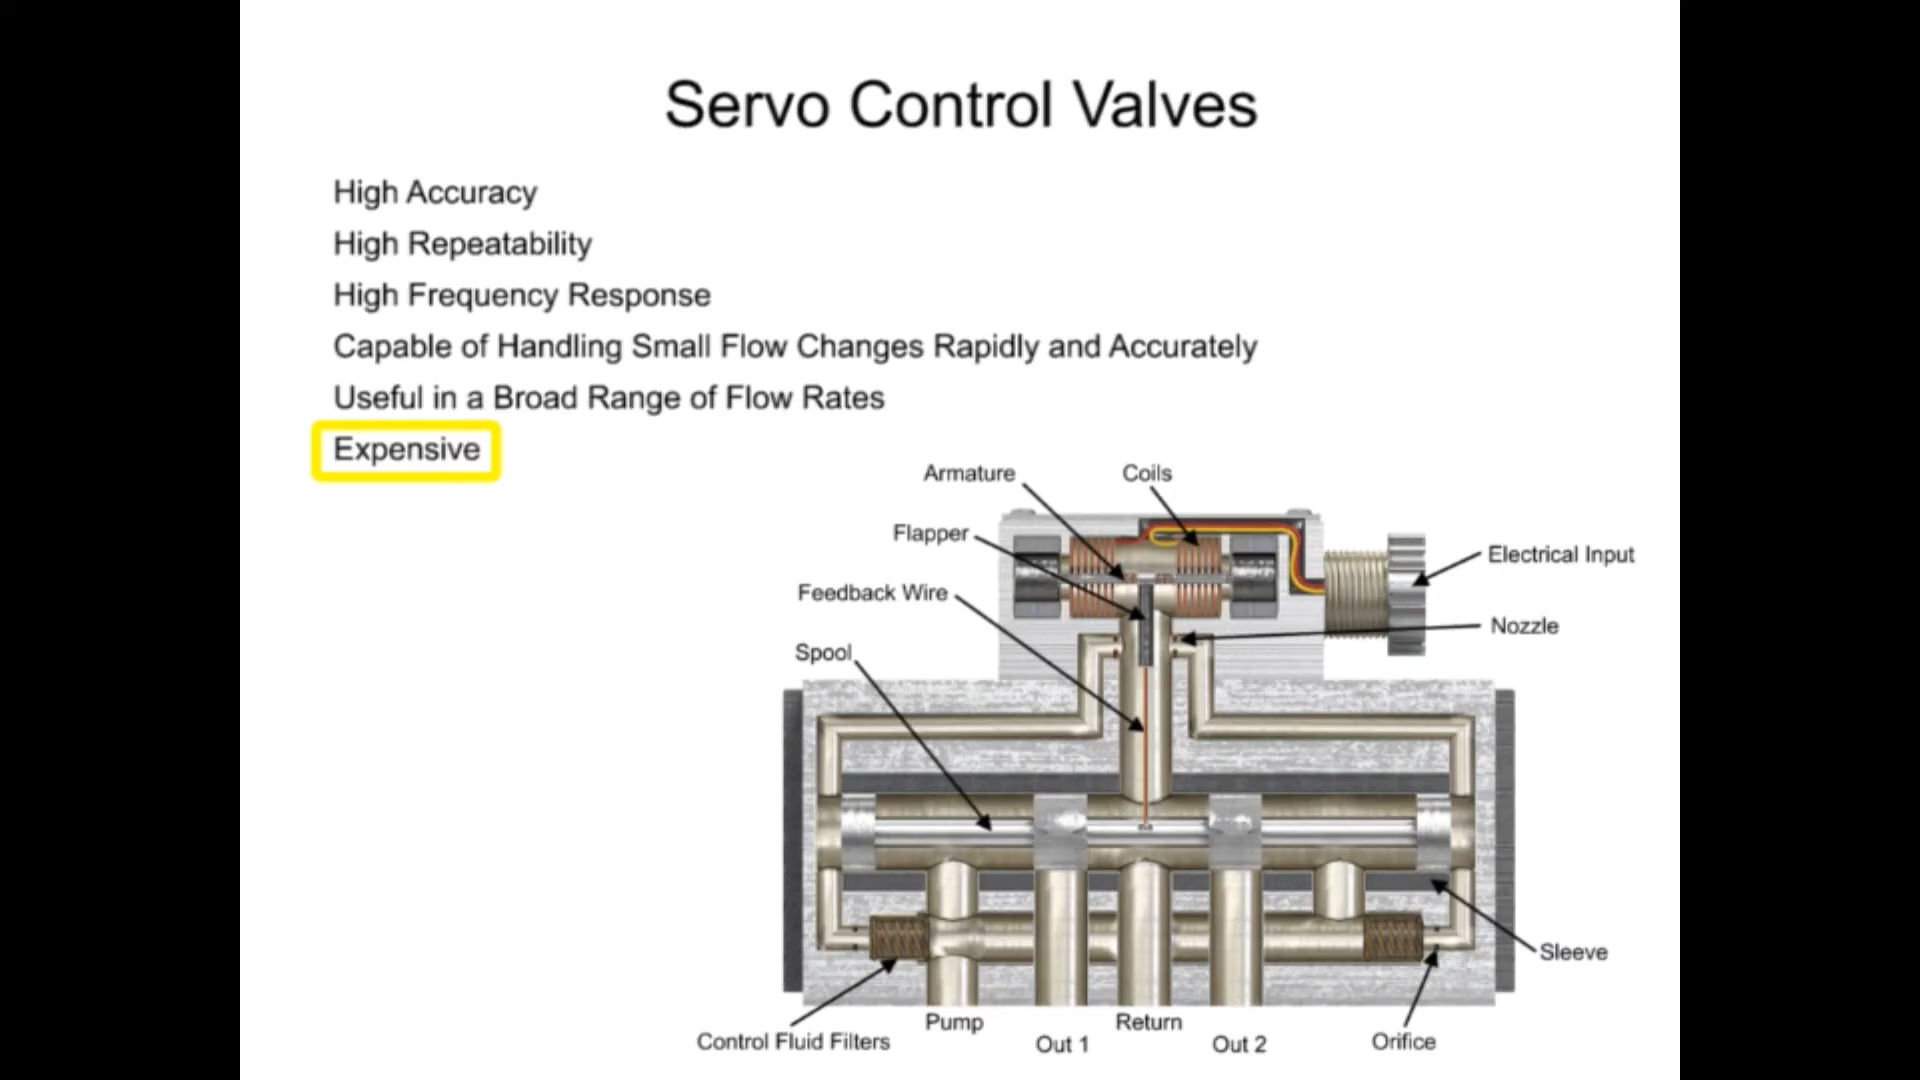 Servo Control Valves
High Accuracy
High Repeatability
High Frequency Response
Capable of Handling Small Flow Changes Rapidly and Accurately
Useful in a Broad Range of Flow Rates
Expensive
Armature
Coils
Flapper
Electrical Input
Feedback Wire
Nozzle
Spool
Sleeve
Pump
Return
Control Fluid Filters
Out 1
Out 2
Orifice